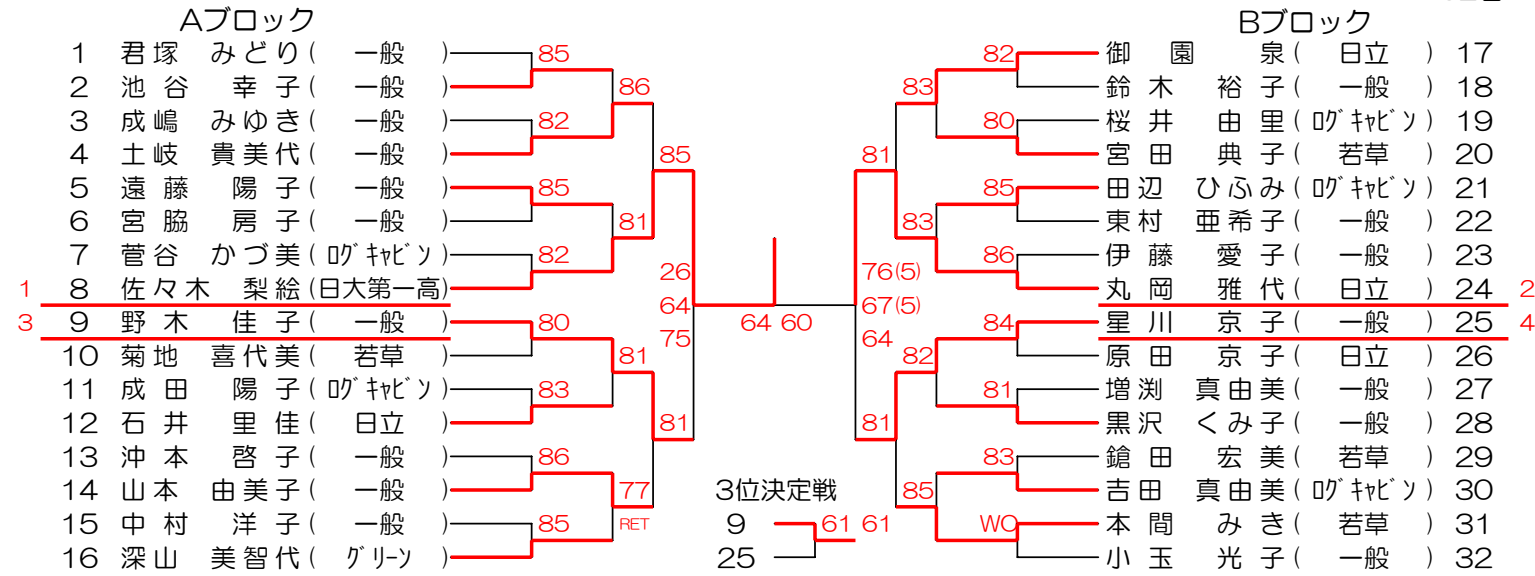 Aブロック
Bブロック
1 君塚 みどり( 一般 ) 85 82 御園 泉( 日立 ) 17
2 池谷 幸子( 一般 ) 86 83 鈴木 裕子( 一般 ) 18
3 成嶋 みゆき( 一般 ) 82 80 桜井 由里(ログキャビン) 19
4 土岐 貴美代( 一般 ) 85 81 宮田 典子( 若草 ) 20
5 遠藤 陽子( 一般 ) 85 85 田辺 ひふみ(ログキャビン) 21
6 宮脇 房子( 一般 ) 81 83 東村 亜希子( 一般 ) 22
7 菅谷 かづ美(ログキャビン) 82 26 76(5) 86 伊藤 愛子( 一般 ) 23
1 8 佐々木 梨絵(日大第一高) 64 67(5) 丸岡 雅代( 日立 ) 24 2
3 9 野木 佳子( 一般 ) 80 75 64 60 64 84 星川 京子( 一般 ) 25 4
10 菊地 喜代美( 若草 ) 81 82 原田 京子( 日立 ) 26
11 成田 陽子(ログキャビン) 83 81 増渕 真由美( 一般 ) 27
12 石井 里佳( 日立 ) 81 81 黒沢 くみ子( 一般 ) 28
13 沖本 啓子( 一般 ) 86 83 鎗田 宏美( 若草 ) 29
14 山本 由美子( 一般 ) 77 3位決定戦 85 吉田 真由美(ログキャビン) 30
15 中村 洋子( 一般 ) 85 RET 9 61 61 WO 本間 みき( 若草 ) 31
16 深山 美智代( グリーン ) 25 小玉 光子( 一般 ) 32